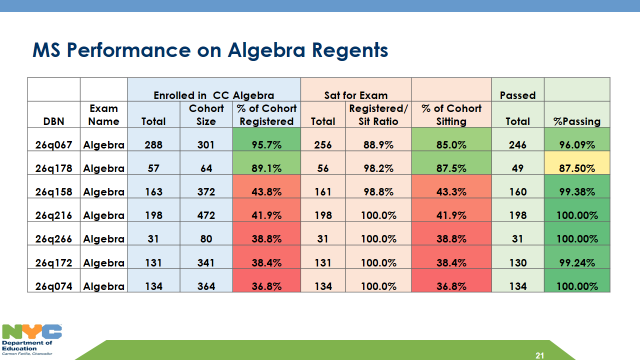 MS Performance on Algebra Regents
Enrolled in CC Algebra Sat for Exam Passed
DBN Exam Name Total Cohort Size % of Cohort Registered Total Registered/ Sit Ratio % of Cohort Sitting Total %Passing
26q067 Algebra 288 301 95.7% 256 88.9% 85.0% 246 96.09%
26q178 Algebra 57 64 89.1% 56 98.2% 87.5% 49 87.50%
26q158 Algebra 163 372 43.8% 161 98.8% 43.3% 160 99.38%
26q216 Algebra 198 472 41.9% 198 100.0% 41.9% 198 100.00%
26q266 Algebra 31 80 38.8% 31 100.0% 38.8% 31 100.00%
26q172 Algebra 131 341 38.4% 131 100.0% 38.4% 130 99.24%
26q074 Algebra 134 364 36.8% 134 100.0% 36.8% 134 100.00%
NYC
Department of
Education
Carmen Fariña, Chancellor
21